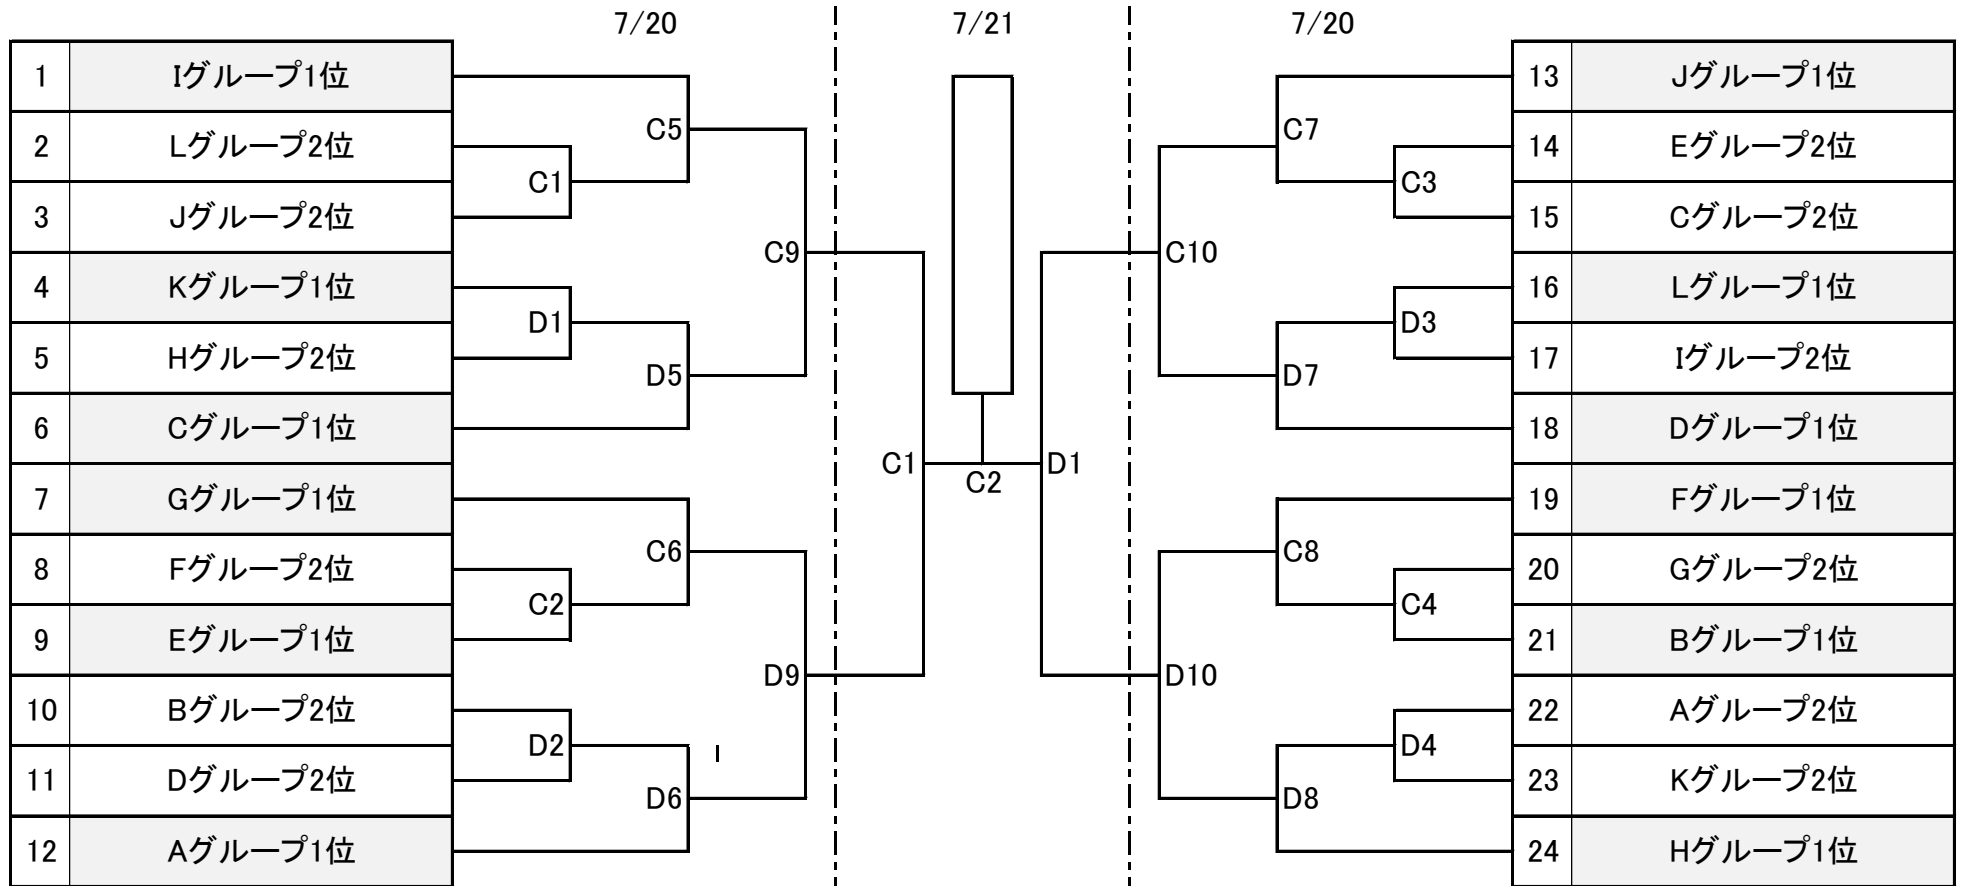 7/20 7/21 7/20
1 Iグループ1位 13 Jグループ1位
C5 C7
2 Lグループ2位 14 Eグループ2位
C1 C3
3 Jグループ2位 15 Cグループ2位
C9 C10
4 Kグループ1位 16 Lグループ1位
D1 D3
5 Hグループ2位 17 Iグループ2位
D5 D7
6 Cグループ1位 18 Dグループ1位
C1 C2 D1
7 Gグループ1位 19 Fグループ1位
C6 C8
8 Fグループ2位 20 Gグループ2位
C2 C4
9 Eグループ1位 21 Bグループ1位
D9 D10
10 Bグループ2位 22 Aグループ2位
D2 D4
11 Dグループ2位 23 Kグループ2位
D6 D8
12 Aグループ1位 24 Hグループ1位